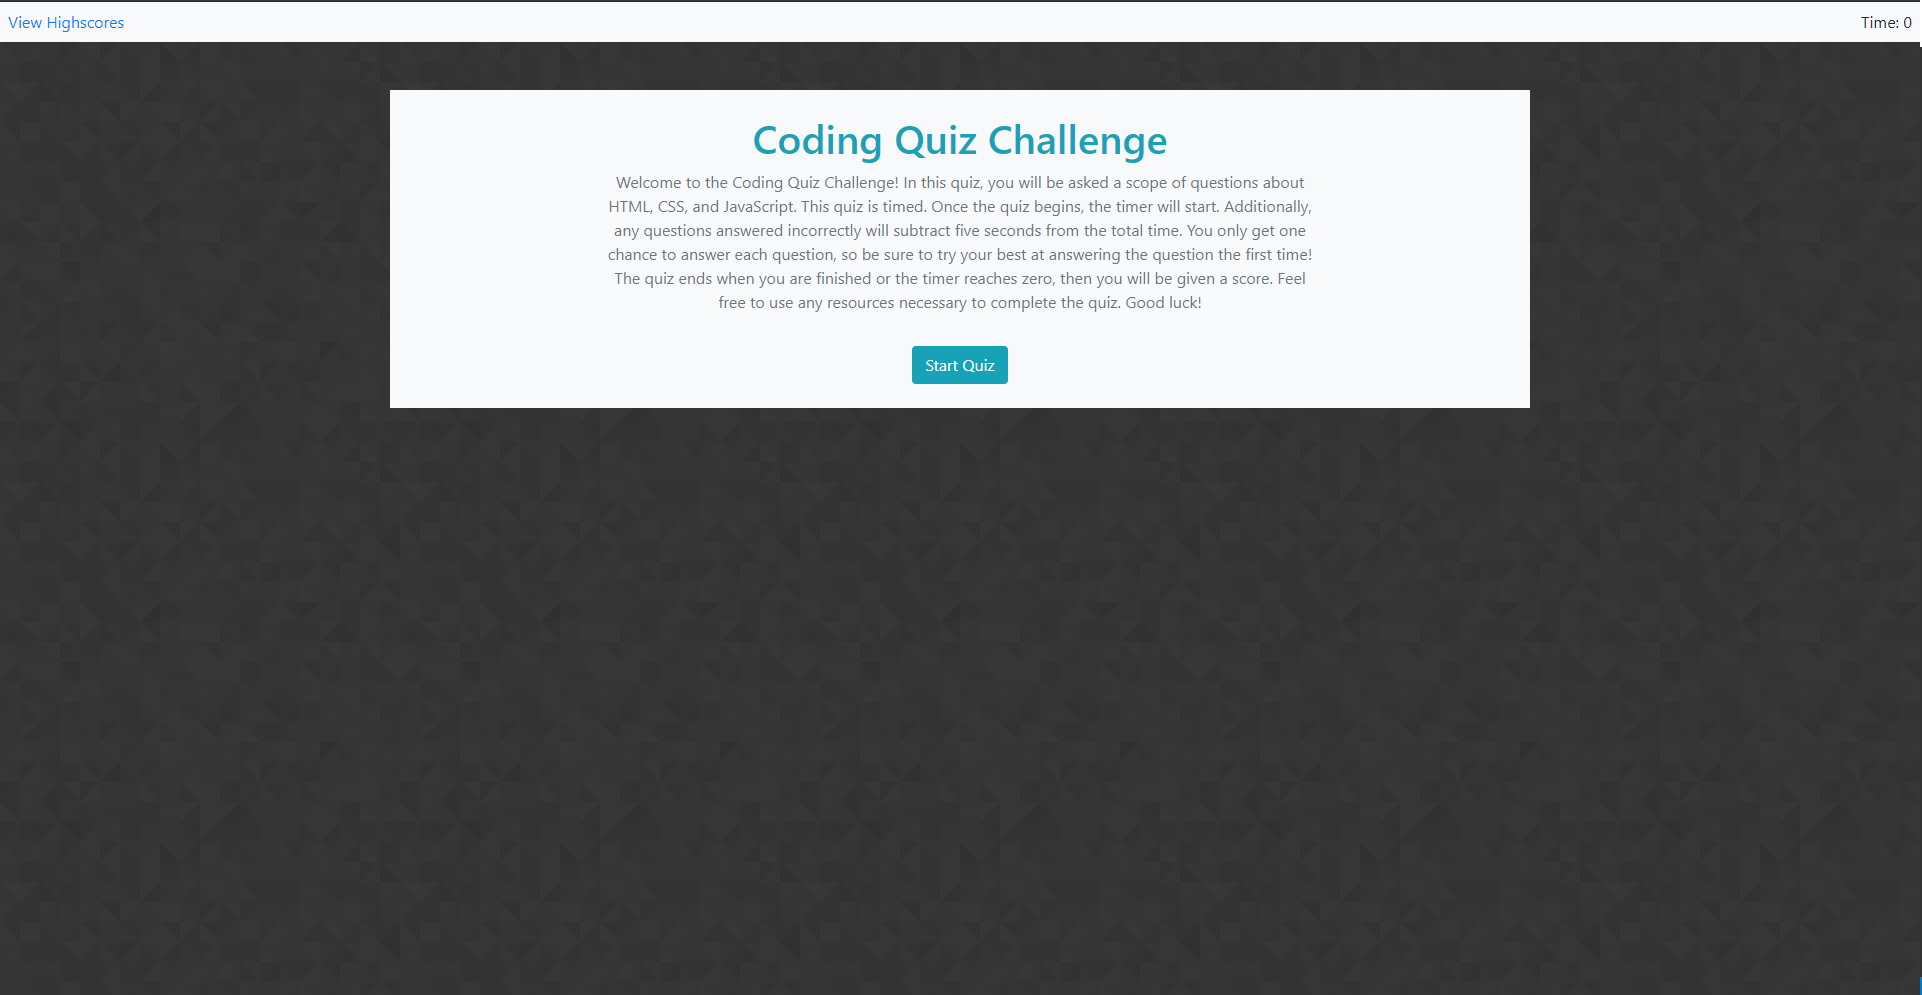 View Highscores
Time: 0
Coding Quiz Challenge
Welcome to the Coding Quiz Challenge! In this quiz, you will be asked a scope of questions about
HTML, CSS, and JavaScript. This quiz is timed. Once the quiz begins, the timer will start. Additionally,
any questions answered incorrectly will subtract five seconds from the total time. You only get one
chance to answer each question, so be sure to try your best at answering the question the first time!
The quiz ends when you are finished or the timer reaches zero, then you will be given a score. Feel
free to use any resources necessary to complete the quiz. Good luck!
Start Quiz